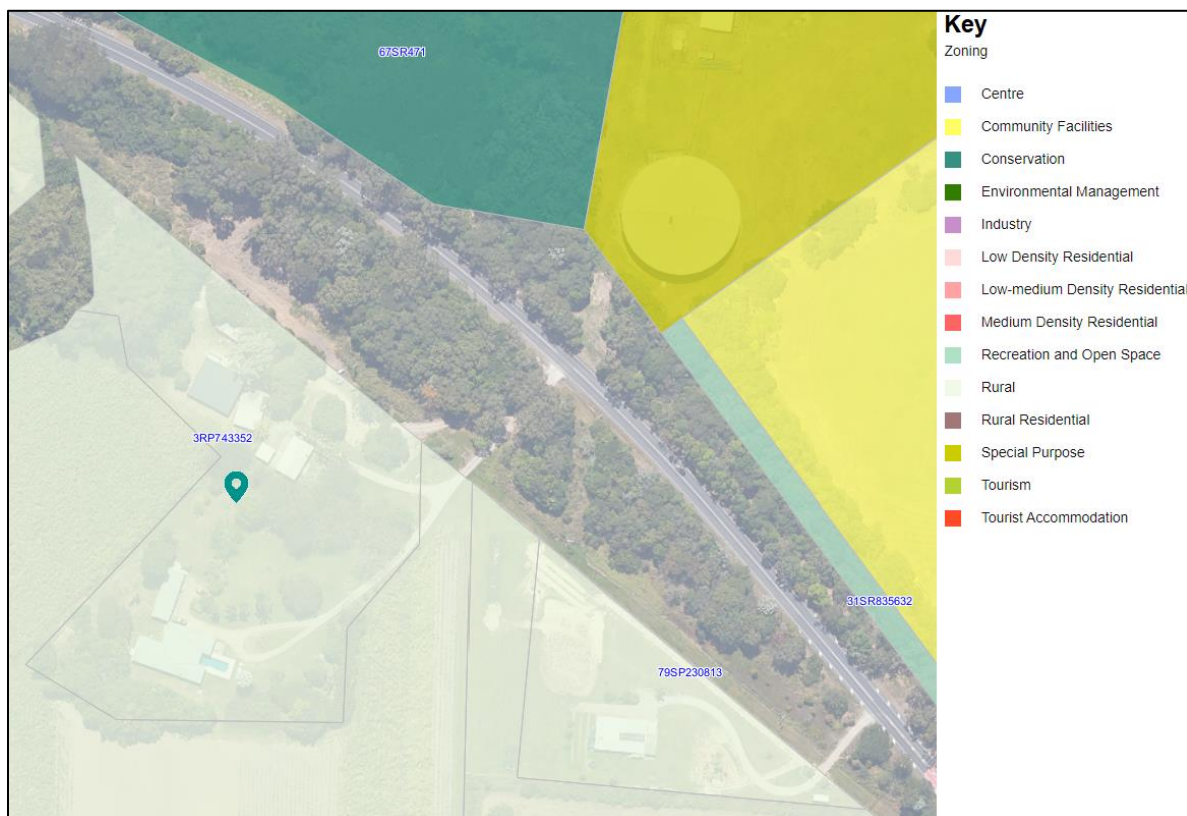 67SR471
3RP743352
31SR835632
79SP230813
Key
Zoning
Centre
Community Facilities
Conservation
Environmental Management
Industry
Low Density Residential
Low-medium Density Residential
Medium Density Residential
Recreation and Open Space
Rural
Rural Residential
Special Purpose
Tourism
Tourist Accommodation